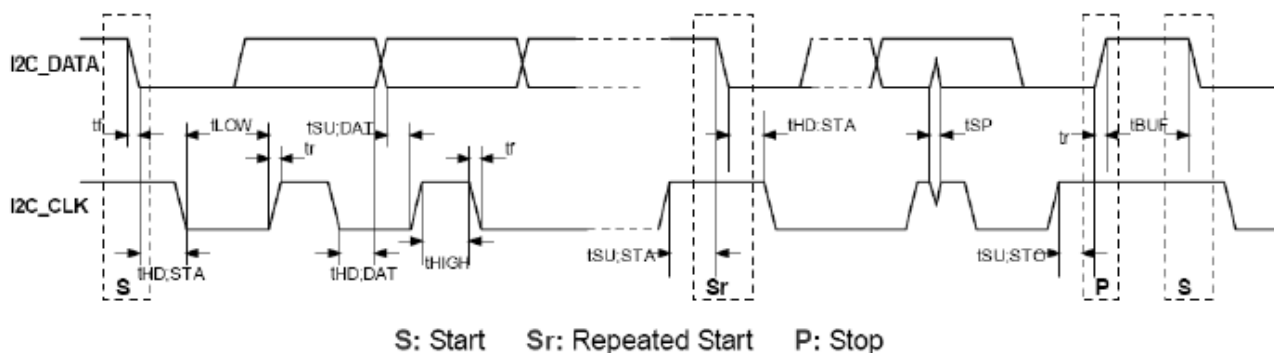 I2C_DATA
tf tLOW tSU;DAT tr tf tHD:STA tSP tr tBUF
I2C_CLK
tHD;STA tHD;DAT tHIGH tSU;STA tSU;STO
S Sr P S
S: Start Sr: Repeated Start P: Stop